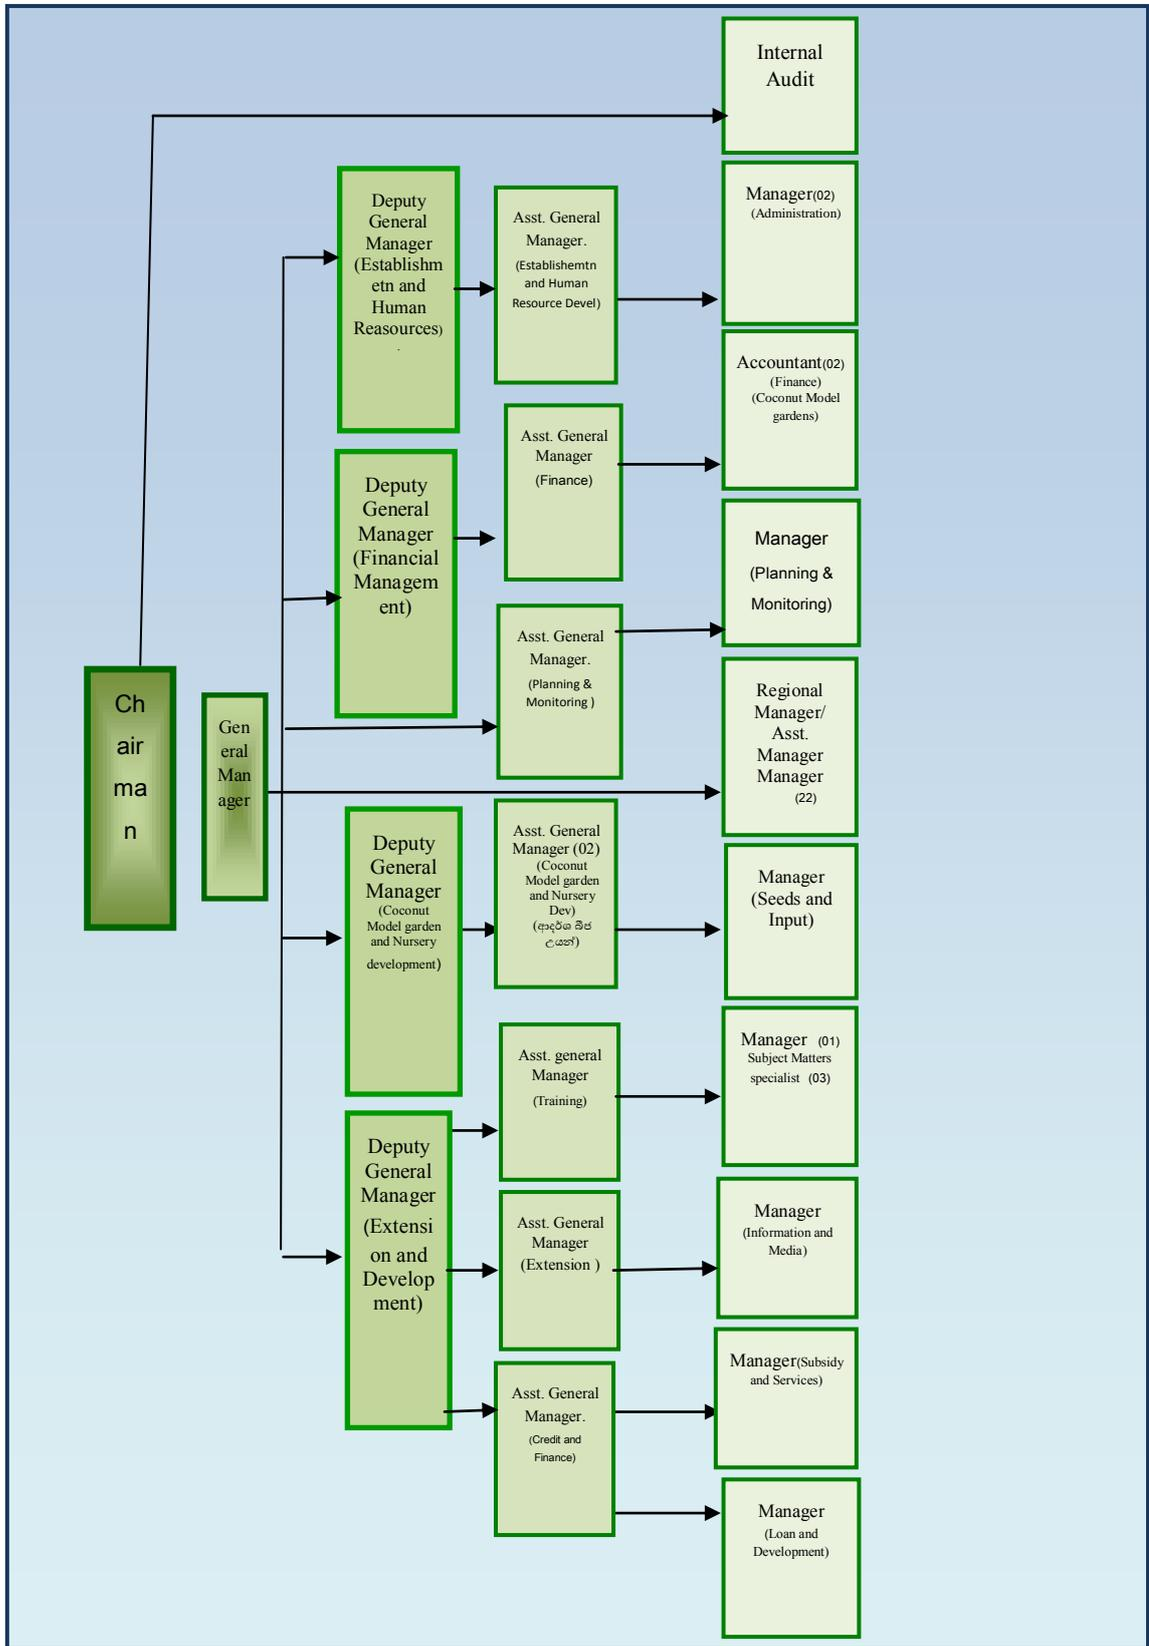 Internal
Audit
Deputy
General
Manager
(Establishm
etn and
Human
Reasources)
.
Asst. General
Manager.
(Establishemtn
and Human
Resource Devel)
Manager(02)
(Administration)
Accountant(02)
(Finance)
(Coconut Model
gardens)
Asst. General
Manager
(Finance)
Deputy
General
Manager
(Financial
Managem
ent)
Manager
(Planning &
Monitoring)
Asst. General
Manager.
(Planning &
Monitoring )
Ch
air
ma
n
Gen
eral
Man
ager
Regional
Manager/
Asst.
Manager
Manager
(22)
Deputy
General
Manager
(Coconut
Model garden
and Nursery
development)
Asst. General
Manager (02)
(Coconut
Model garden
and Nursery
Dev)
(ආදර්ශ බීජ
උයන්)
Manager
(Seeds and
Input)
Asst. general
Manager
(Training)
Manager (01)
Subject Matters
specialist (03)
Deputy
General
Manager
(Extensi
on and
Develop
ment)
Asst. General
Manager
(Extension )
Manager
(Information and
Media)
Asst. General
Manager.
(Credit and
Finance)
Manager(Subsidy
and Services)
Manager
(Loan and
Development)